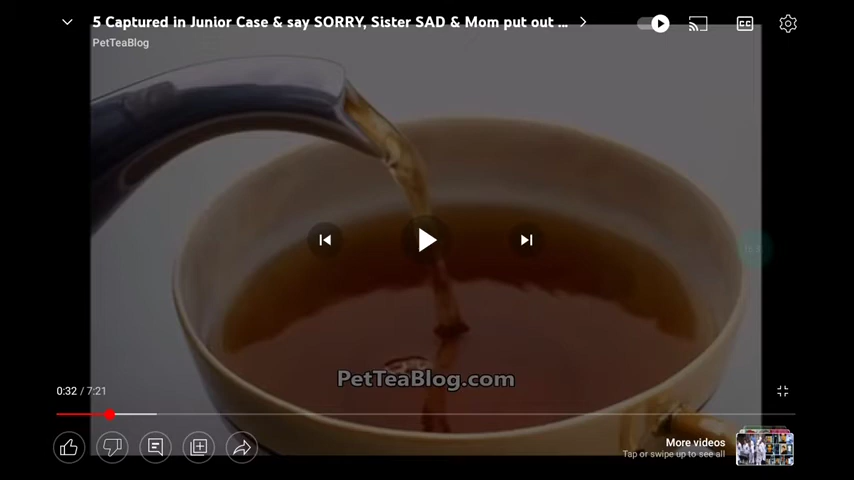 5 Captured in Junior Case & say SORRY, Sister SAD & Mom put out ...
PetTeaBlog
CC
PetTeaBlog.com
0:32 / 7:21
More videos
Tap or swipe up to see all